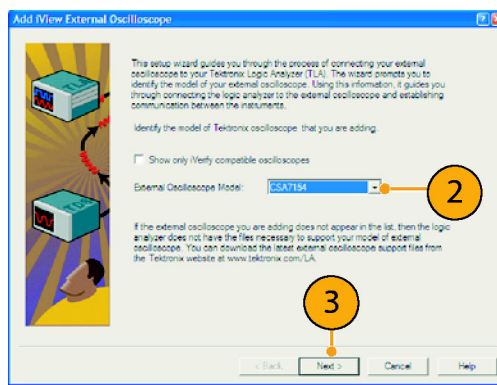 Add iView External Oscilloscope
This setup wizard guides you through the process of connecting your external
oscilloscope to your Tektronix Logic Analyzer (TLA). The wizard prompts you to
identify the model of your external oscilloscope. Using this information, it guides you
through connecting the logic analyzer to the external oscilloscope and establishing
communication between the instruments.
Identify the model of Tektronix oscilloscope that you are adding.
Show only iVerify compatible oscilloscopes
External Oscilloscope Model: CSA7154
2
If the external oscilloscope you are adding does not appear in the list, then the logic
analyzer does not have the files necessary to support your model of external
oscilloscope. You can download the latest external oscilloscope support files from
the Tektronix website at www.tektronix.com/LA.
3
< Back Next > Cancel Help
TLA
TDS